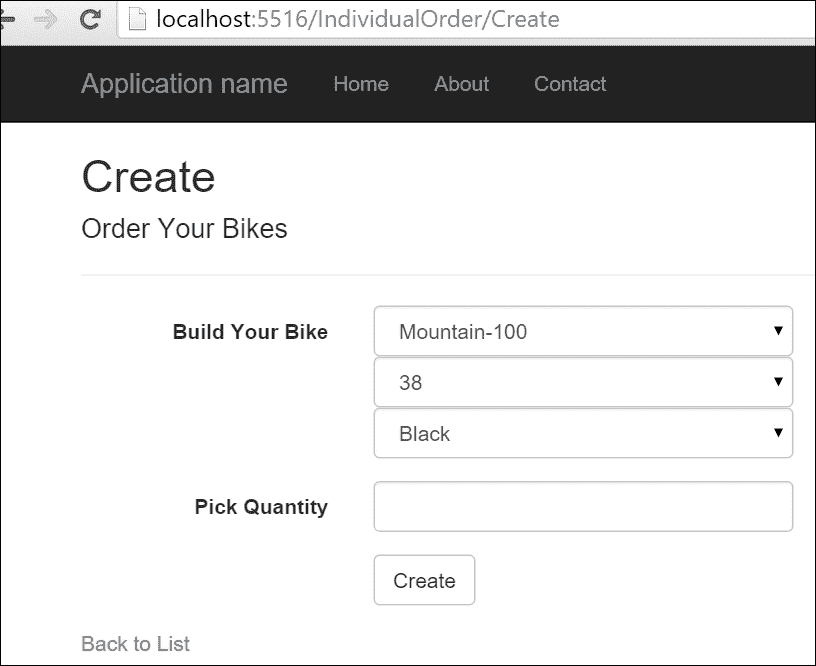 localhost:5516/IndividualOrder/Create
Application name Home About Contact
Create
Order Your Bikes
Build Your Bike Mountain-100
38
Black
Pick Quantity
Create
Back to List